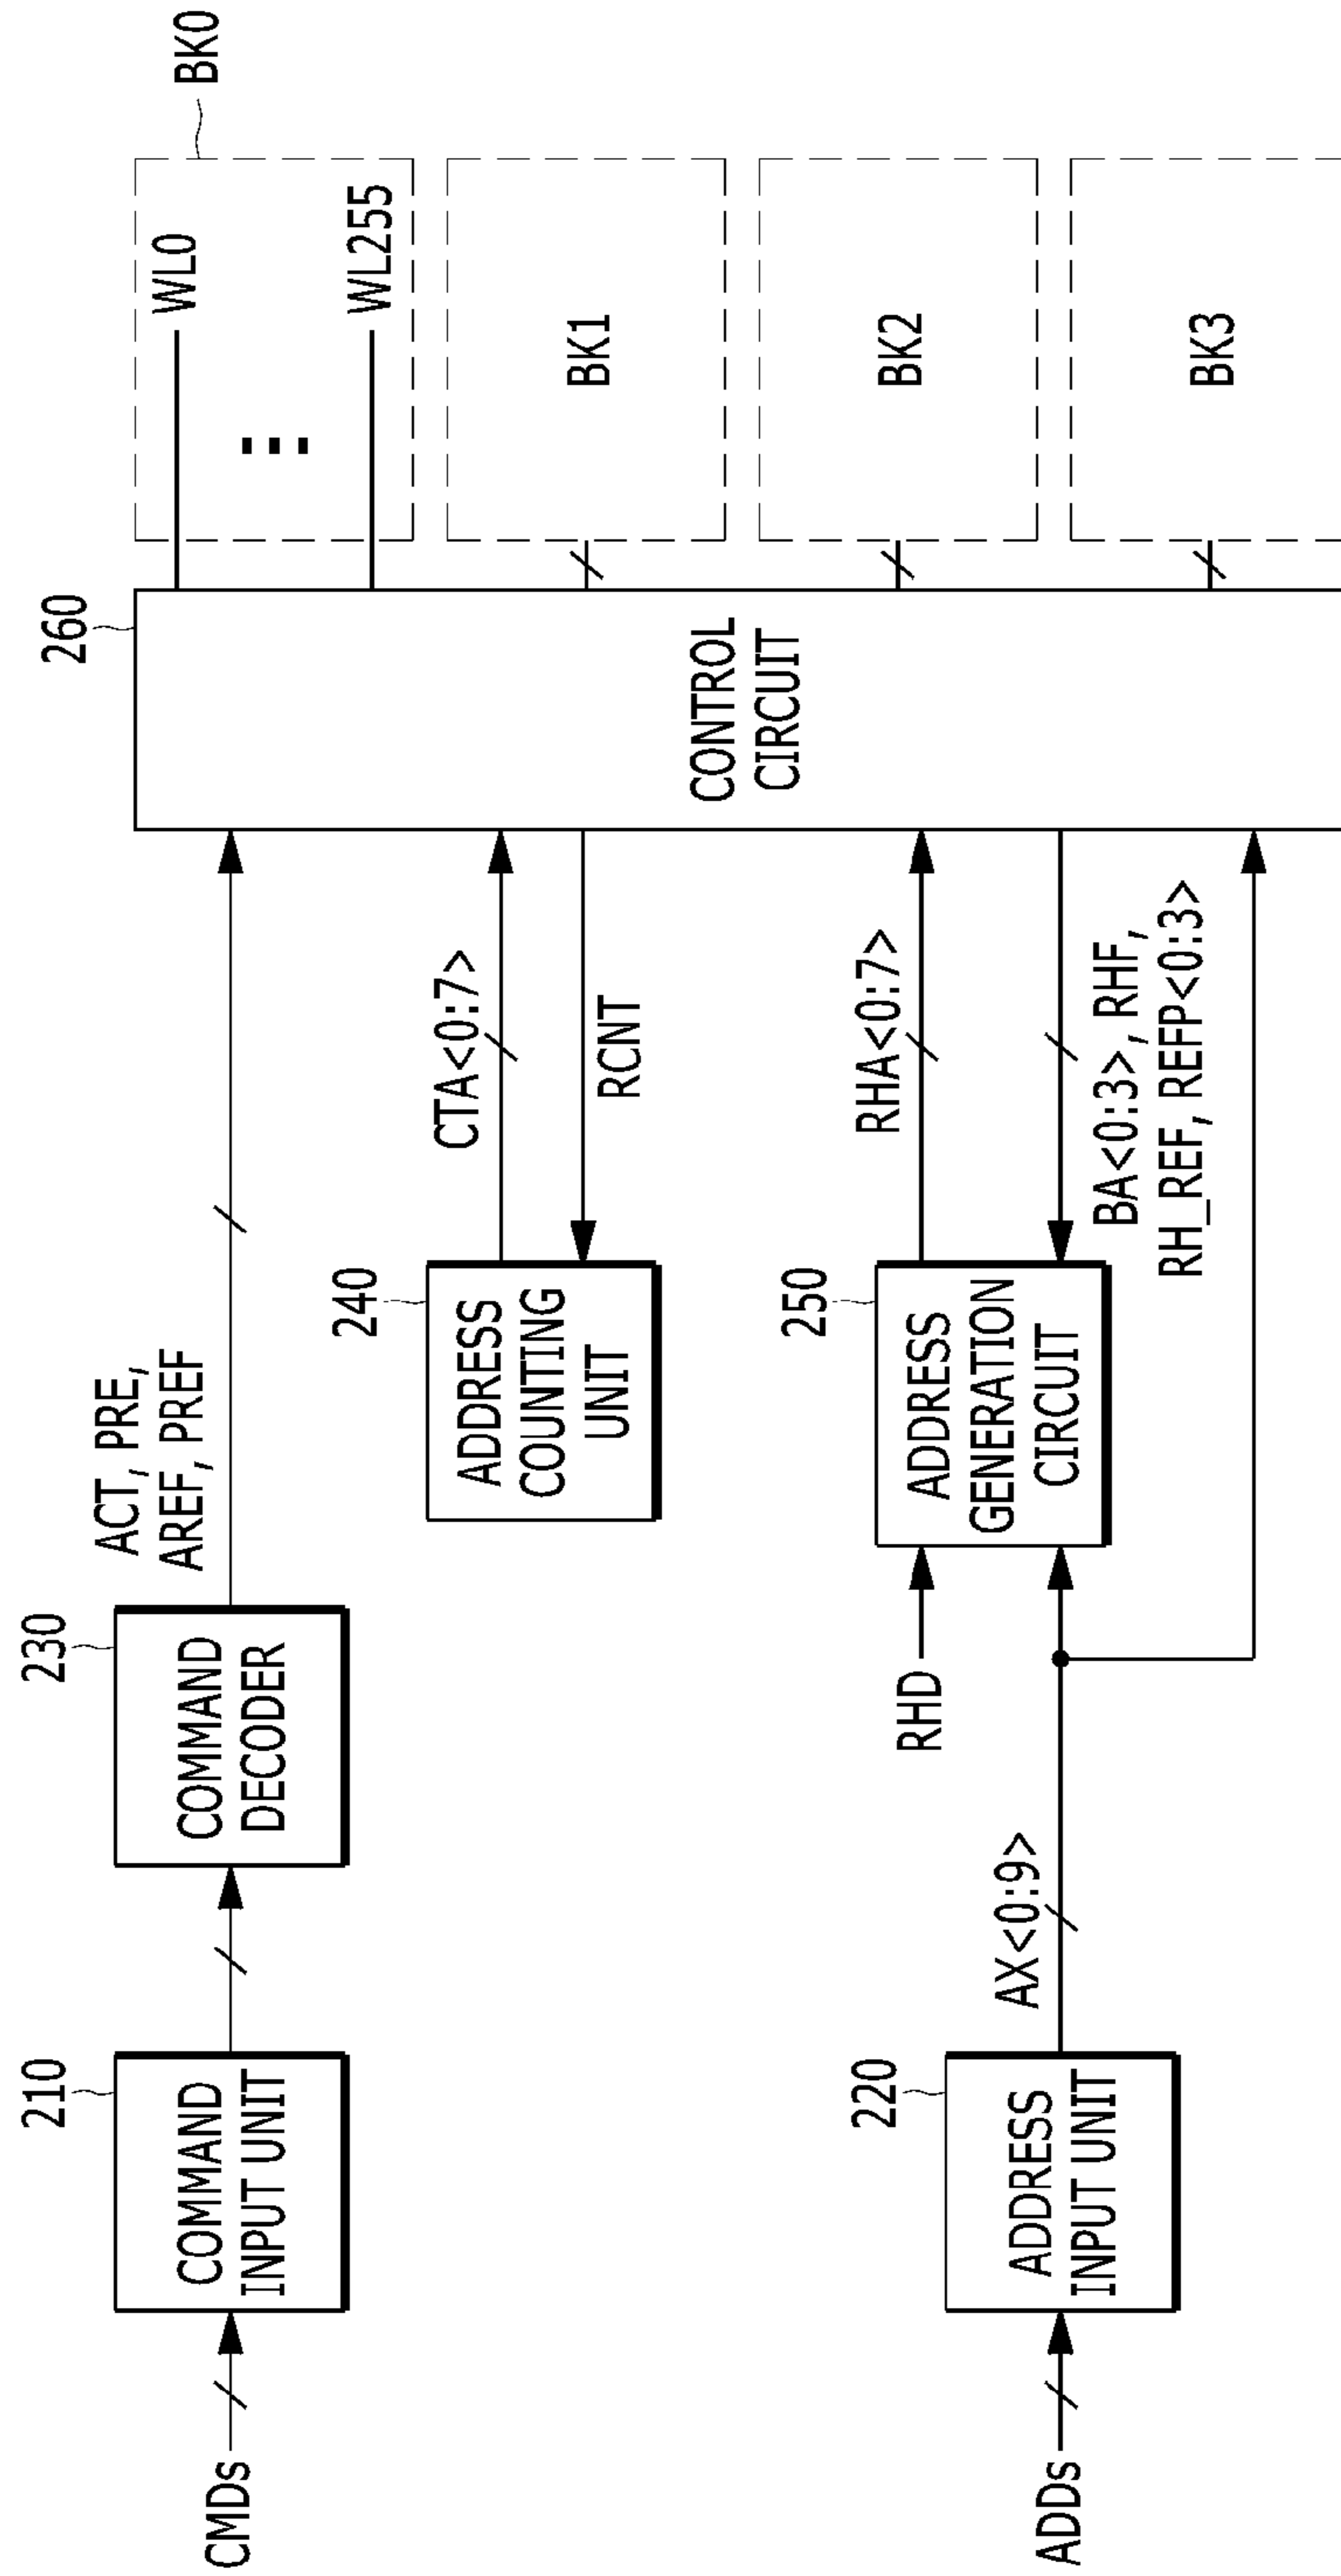 CMDs
210
COMMAND
INPUT UNIT
230
COMMAND
DECODER
ACT, PRE,
AREF, PREF
240
ADDRESS
COUNTING
UNIT
CTA<0:7>
RCNT
ADDs
220
ADDRESS
INPUT UNIT
AX<0:9>
RHD
250
ADDRESS
GENERATION
CIRCUIT
RHA<0:7>
BA<0:3>, RHF,
RH_REF, REFP<0:3>
260
CONTROL
CIRCUIT
WL0
WL255
BK0
BK1
BK2
BK3